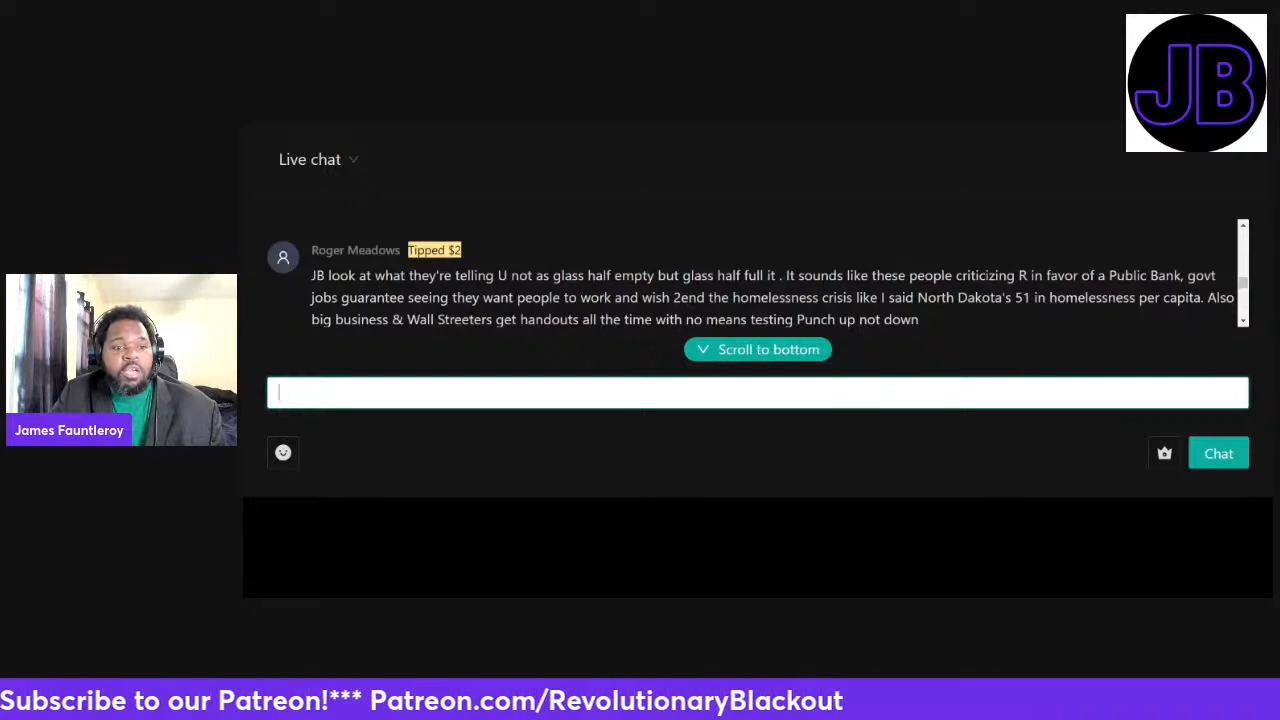 JB
Live chat
Roger Meadows Tipped $2
JB look at what they're telling U not as glass half empty but glass half full it . It sounds like these people criticizing R in favor of a Public Bank, govt
jobs guarantee seeing they want people to work and wish 2end the homelessness crisis like I said North Dakota's 51 in homelessness per capita. Also
big business & Wall Streeters get handouts all the time with no means testing Punch up not down
Scroll to bottom
James Fauntleroy
Chat
Subscribe to our Patreon!*** Patreon.com/RevolutionaryBlackout